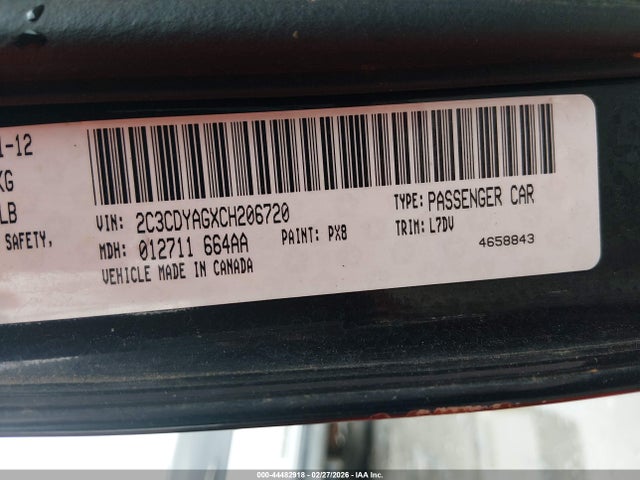 1-12
KG
LB
SAFETY,
VIN: 2C3CDYAGXCH206720
TYPE: PASSENGER CAR
MDH: 012711 664AA
PAINT: PX8
TRIM: L7DV
VEHICLE MADE IN CANADA
4658843
000-44482918 - 02/27/2026 - IAA Inc.